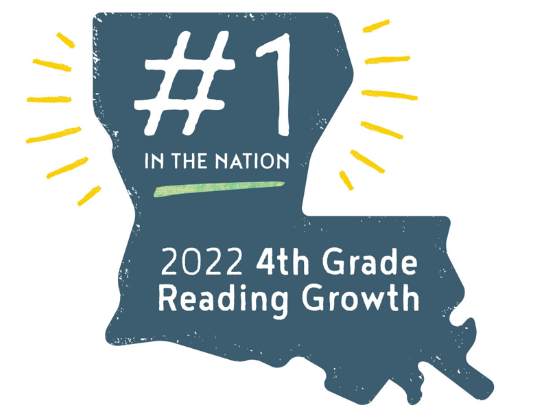 #1
IN THE NATION
2022 4th Grade
Reading Growth